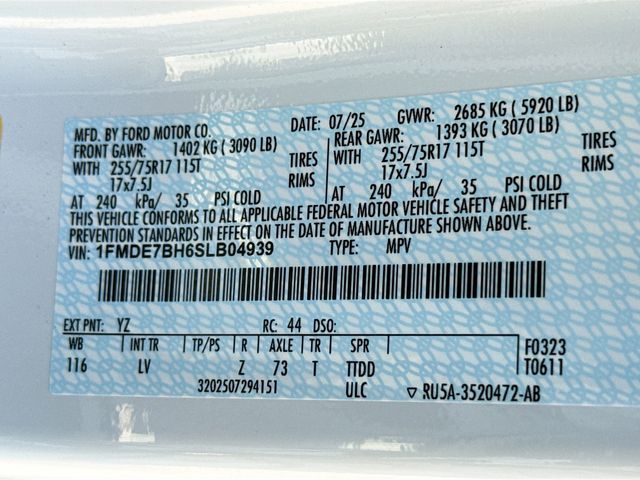 MFD. BY FORD MOTOR CO.
DATE: 07/25 GVWR: 2685 KG ( 5920 LB)
FRONT GAWR: 1402 KG ( 3090 LB) REAR GAWR: 1393 KG ( 3070 LB)
WITH 255/75R17 115T TIRES WITH 255/75R17 115T TIRES
17x7.5J RIMS 17x7.5J RIMS
AT 240 kPa/ 35 PSI COLD AT 240 kPa/ 35 PSI COLD
THIS VEHICLE CONFORMS TO ALL APPLICABLE FEDERAL MOTOR VEHICLE SAFETY AND THEFT
PREVENTION STANDARDS IN EFFECT ON THE DATE OF MANUFACTURE SHOWN ABOVE.
VIN: 1FMDE7BH6SLB04939 TYPE: MPV
EXT PNT: YZ RC: 44 DSO:
WB INT TR TP/PS R AXLE TR SPR F0323
116 LV Z 73 T TTDD T0611
3202507294151 ULC ▽ RU5A-3520472-AB